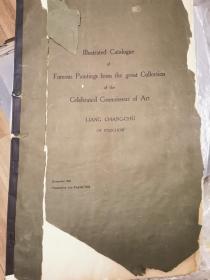 Illustrated Catalogue
of
Famous Paintings from the great Collection
of the
Celebrated Connoisseur of Art
LIANG CHANG-CHU
OF FOOCHOW